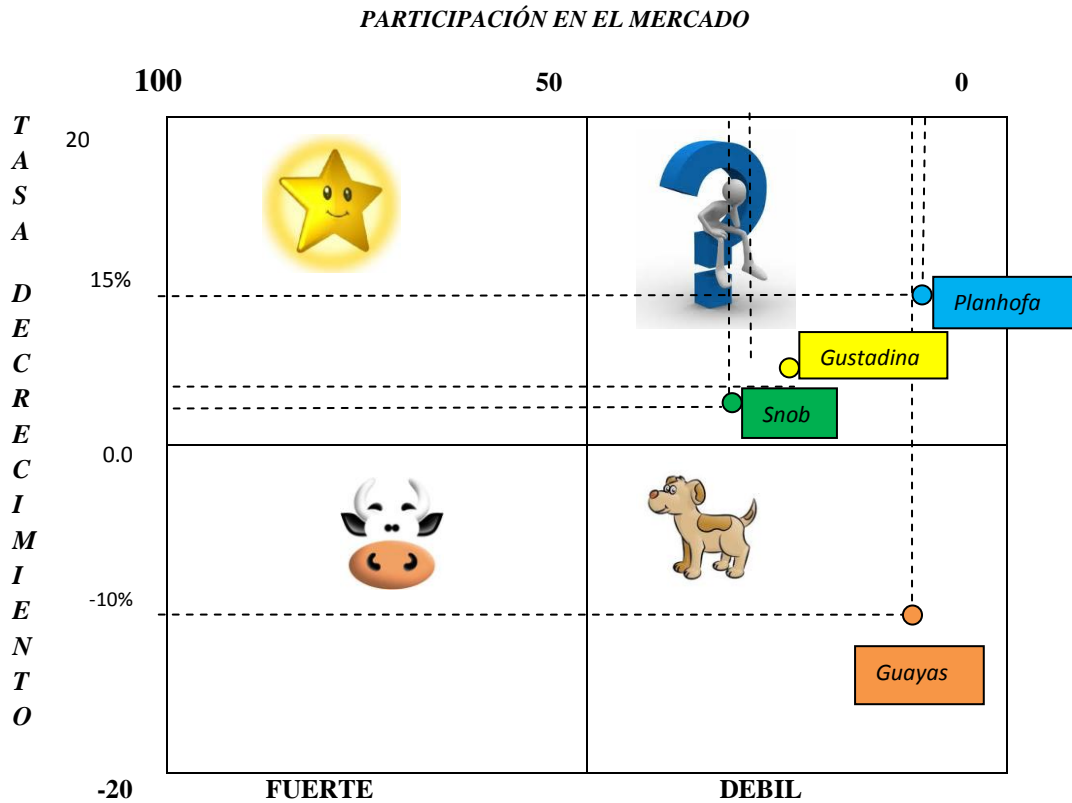 PARTICIPACIÓN EN EL MERCADO
100 50 0
T
A
S
A
D
E
C
R
E
C
I
M
I
E
N
T
O
20
15%
Planhofa
Gustadina
Snob
0.0
-10%
Guayas
-20 FUERTE DEBIL